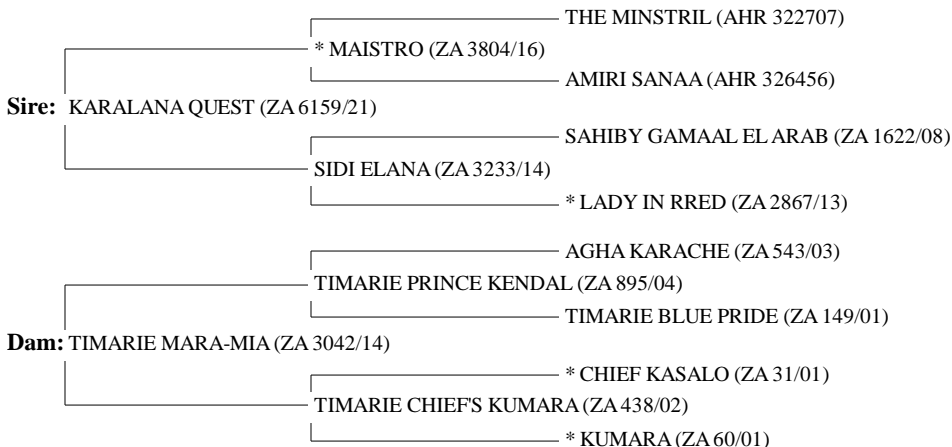 THE MINSTRIL (AHR 322707)
* MAISTRO (ZA 3804/16)
AMIRI SANAA (AHR 326456)
Sire: KARALANA QUEST (ZA 6159/21)
SAHIBY GAMAAL EL ARAB (ZA 1622/08)
SIDI ELANA (ZA 3233/14)
* LADY IN RRED (ZA 2867/13)
AGHA KARACHE (ZA 543/03)
TIMARIE PRINCE KENDAL (ZA 895/04)
TIMARIE BLUE PRIDE (ZA 149/01)
Dam: TIMARIE MARA-MIA (ZA 3042/14)
* CHIEF KASALO (ZA 31/01)
TIMARIE CHIEF'S KUMARA (ZA 438/02)
* KUMARA (ZA 60/01)